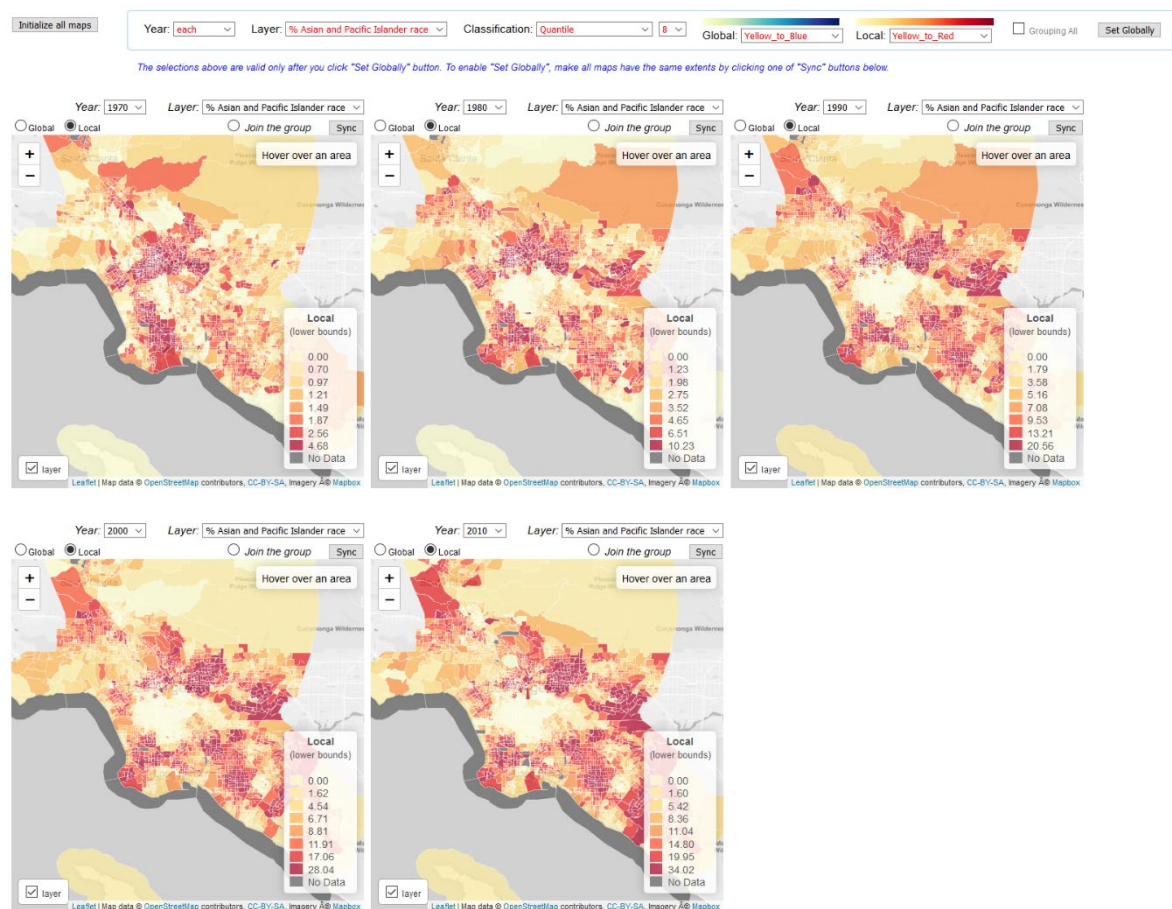 Initialize all maps
Year: each Layer: % Asian and Pacific Islander race Classification: Quantile 8 Global: Yellow_to_Blue Local: Yellow_to_Red Grouping All Set Globally
The selections above are valid only after you click "Set Globally" button. To enable "Set Globally", make all maps have the same extents by clicking one of "Sync" buttons below.
Year: 1970 Layer: % Asian and Pacific Islander race
Global Local Join the group Sync
+
−
Hover over an area
Local
(lower bounds)
0.00
0.70
0.97
1.21
1.49
1.87
2.56
4.68
No Data
layer
Leaflet | Map data © OpenStreetMap contributors, CC-BY-SA, Imagery Â© Mapbox
Year: 1980 Layer: % Asian and Pacific Islander race
Global Local Join the group Sync
+
−
Hover over an area
Local
(lower bounds)
0.00
1.23
1.98
2.75
3.52
4.65
6.51
10.23
No Data
layer
Leaflet | Map data © OpenStreetMap contributors, CC-BY-SA, Imagery Â© Mapbox
Year: 1990 Layer: % Asian and Pacific Islander race
Global Local Join the group Sync
+
−
Hover over an area
Local
(lower bounds)
0.00
1.79
3.58
5.16
7.08
9.53
13.21
20.56
No Data
layer
Leaflet | Map data © OpenStreetMap contributors, CC-BY-SA, Imagery Â© Mapbox
Year: 2000 Layer: % Asian and Pacific Islander race
Global Local Join the group Sync
+
−
Hover over an area
Local
(lower bounds)
0.00
1.62
4.54
6.71
8.81
11.91
17.06
28.04
No Data
layer
Leaflet | Map data © OpenStreetMap contributors, CC-BY-SA, Imagery Â© Mapbox
Year: 2010 Layer: % Asian and Pacific Islander race
Global Local Join the group Sync
+
−
Hover over an area
Local
(lower bounds)
0.00
1.60
5.42
8.36
11.04
14.80
19.95
34.02
No Data
layer
Leaflet | Map data © OpenStreetMap contributors, CC-BY-SA, Imagery Â© Mapbox